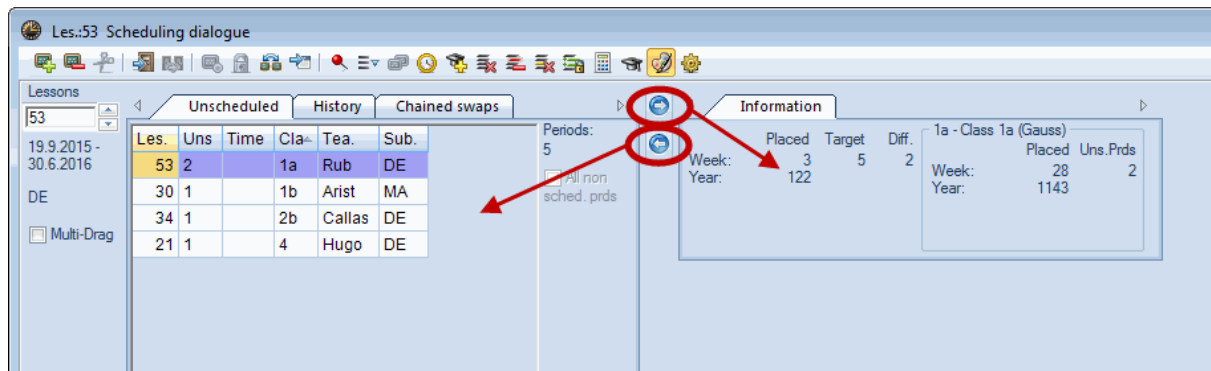 Les.:53 Scheduling dialogue
Lessons
53
19.9.2015 -
30.6.2016
DE
Multi-Drag
Unscheduled History Chained swaps
Les. Uns Time Cla Tea. Sub.
53 2 1a Rub DE
30 1 1b Arist MA
34 1 2b Callas DE
21 1 4 Hugo DE
Periods:
5
All non
sched. prds
Information
Placed Target Diff.
Week: 3 5 2
Year: 122
1a - Class 1a (Gauss)
Placed Uns.Prds
Week: 28 2
Year: 1143